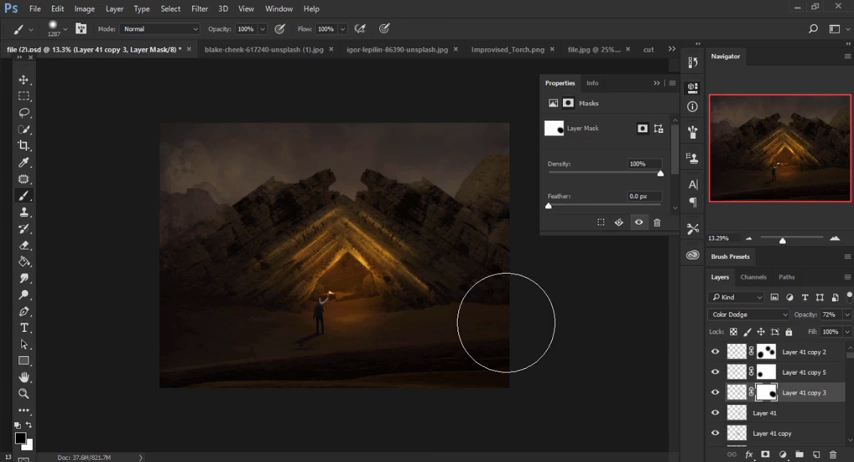 Ps File Edit Image Layer Type Select Filter 3D View Window Help
1287 Mode: Normal Opacity: 100% Flow: 100%
file (2).psd @ 13.3% (Layer 41 copy 3, Layer Mask/8) * × blake-cheek-617240-unsplash (1).jpg × igor-lepilin-86390-unsplash.jpg × Improvised_Torch.png × file.jpg @ 25%... × cut
Properties Info
Masks
Layer Mask
Density: 100%
Feather: 0.0 px
Navigator
13.29%
Brush Presets
Layers Channels Paths
Kind
Color Dodge Opacity: 72%
Lock: Fill: 100%
Layer 41 copy 2
Layer 41 copy 5
Layer 41 copy 3
Layer 41
Layer 41 copy
13 Doc: 37.6M/821.7M